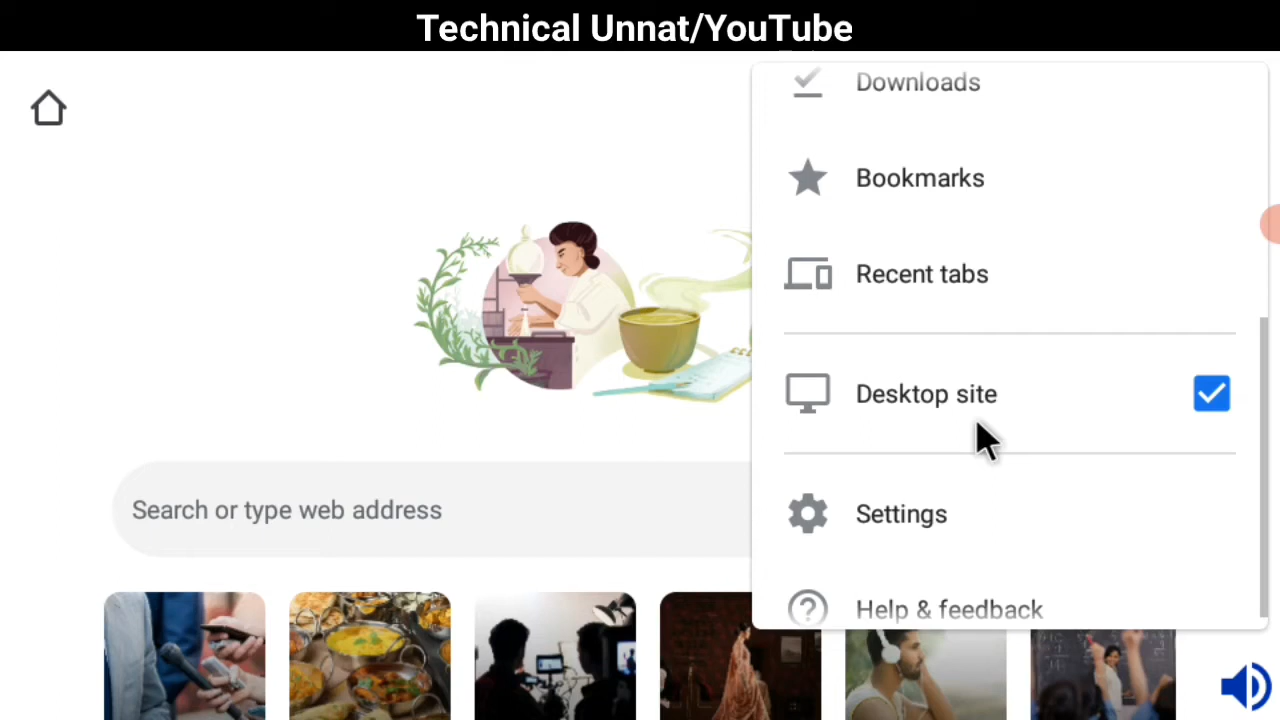 Technical Unnat/YouTube
Downloads
Bookmarks
Recent tabs
Desktop site
Search or type web address
Settings
Help & feedback